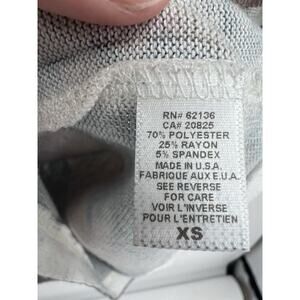 RN# 62136
CA# 20825
70% POLYESTER
25% RAYON
5% SPANDEX
MADE IN U.S.A.
FABRIQUE AUX E.U.A.
SEE REVERSE
FOR CARE
VOIR L'INVERSE
POUR L'ENTRETIEN
XS